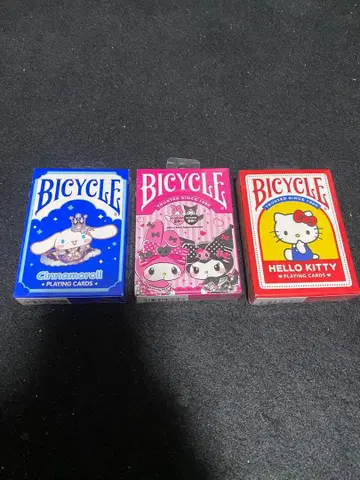 BICYCLE
Cinnamoroll
PLAYING CARDS
BICYCLE
TRUSTED SINCE 1885
BICYCLE
TRUSTED SINCE 1885
HELLO KITTY
PLAYING CARDS